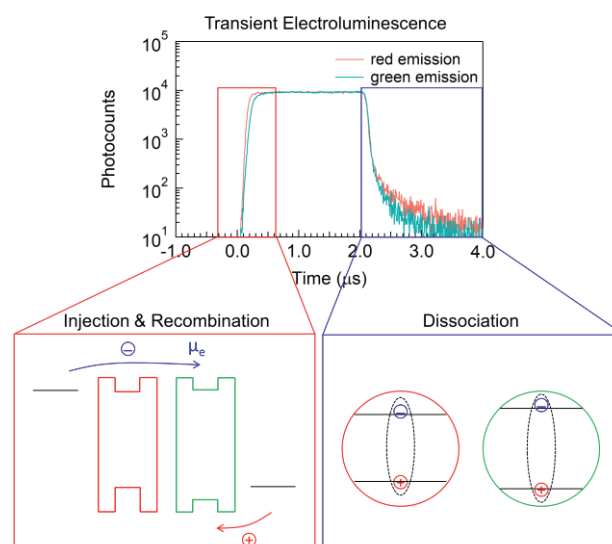 Transient Electroluminescence
10^5
10^4
10^3
10^2
10^1
Photocounts
red emission
green emission
-1.0 0.0 1.0 2.0 3.0 4.0
Time (μs)
Injection & Recombination
μe
Dissociation